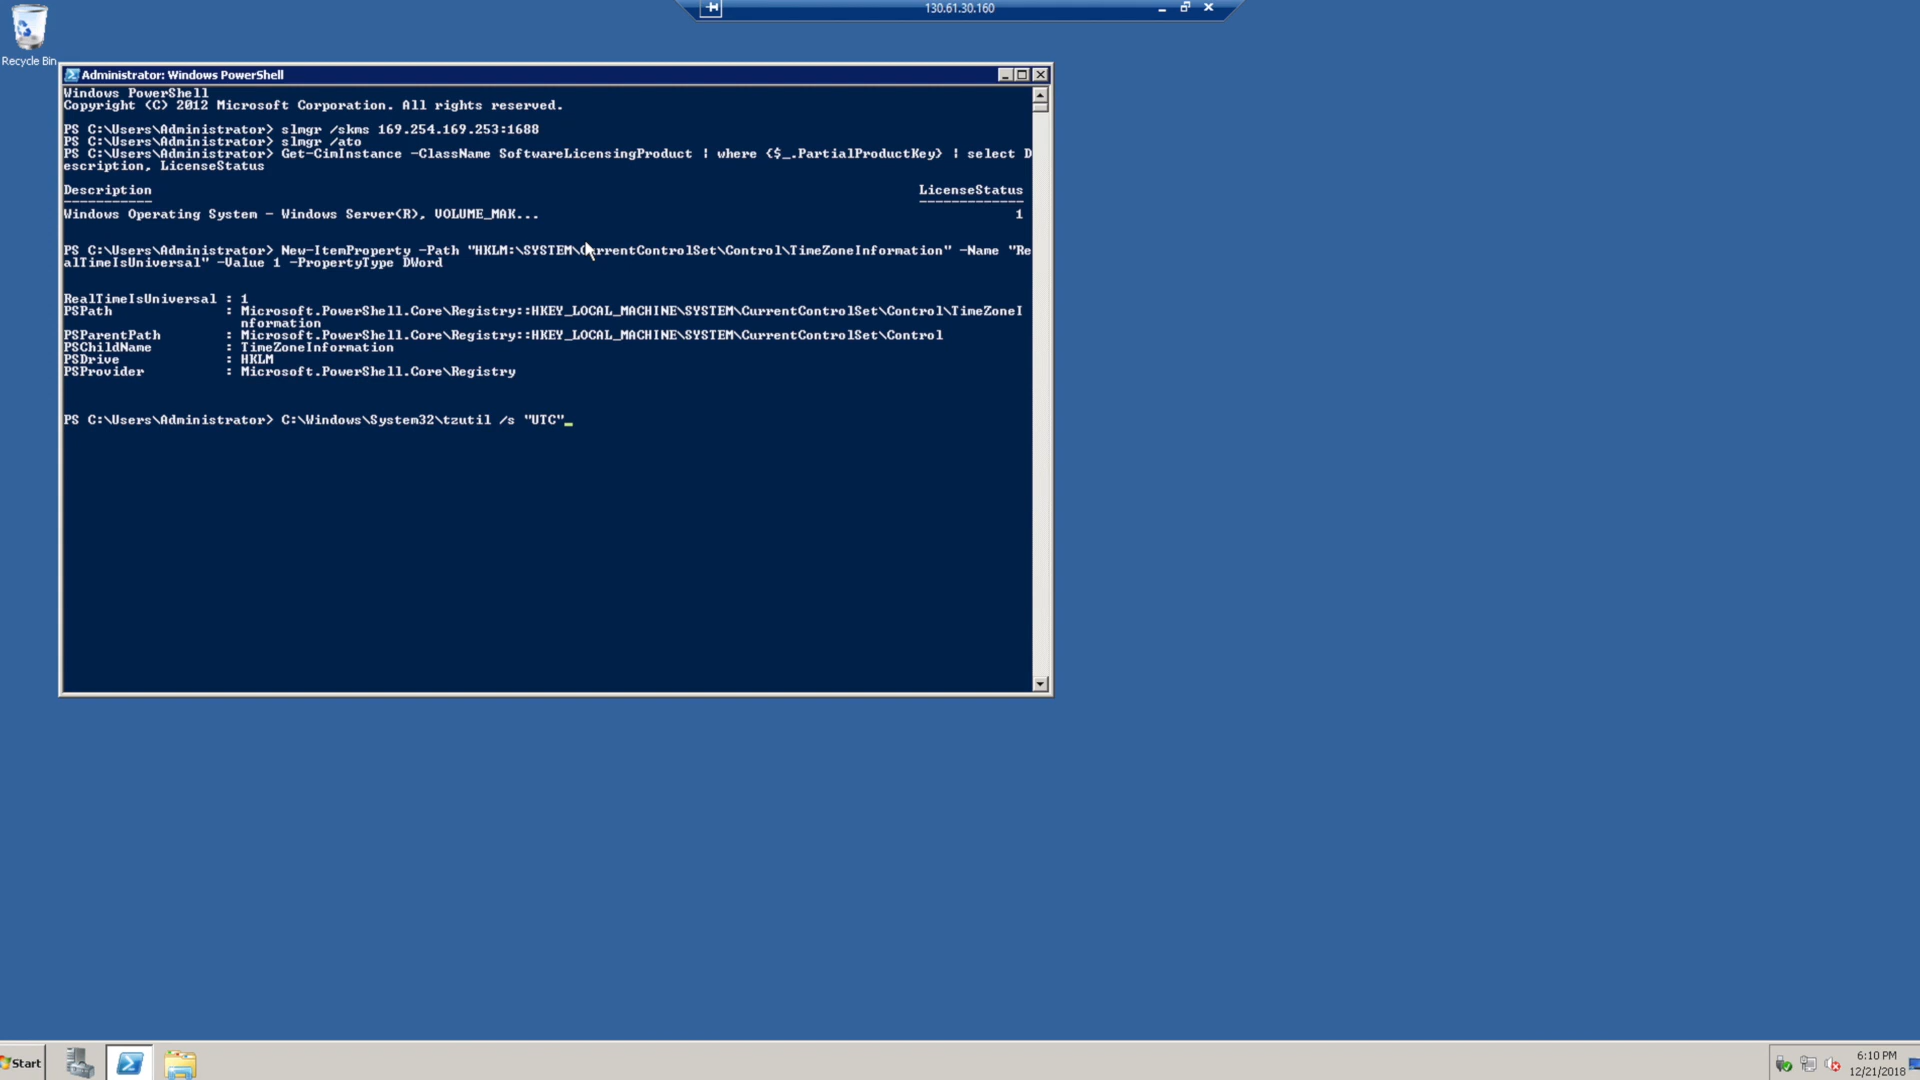 130.61.30.160
Recycle Bin
Administrator: Windows PowerShell
Windows PowerShell
Copyright (C) 2012 Microsoft Corporation. All rights reserved.
PS C:\Users\Administrator> slmgr /skms 169.254.169.253:1688
PS C:\Users\Administrator> slmgr /ato
PS C:\Users\Administrator> Get-CimInstance -ClassName SoftwareLicensingProduct | where {$_.PartialProductKey} | select D
escription, LicenseStatus
Description LicenseStatus
----------- -------------
Windows Operating System - Windows Server(R), VOLUME_MAK... 1
PS C:\Users\Administrator> New-ItemProperty -Path "HKLM:\SYSTEM\CurrentControlSet\Control\TimeZoneInformation" -Name "Re
alTimeIsUniversal" -Value 1 -PropertyType DWord
RealTimeIsUniversal : 1
PSPath : Microsoft.PowerShell.Core\Registry::HKEY_LOCAL_MACHINE\SYSTEM\CurrentControlSet\Control\TimeZoneI
nformation
PSParentPath : Microsoft.PowerShell.Core\Registry::HKEY_LOCAL_MACHINE\SYSTEM\CurrentControlSet\Control
PSChildName : TimeZoneInformation
PSDrive : HKLM
PSProvider : Microsoft.PowerShell.Core\Registry
PS C:\Users\Administrator> C:\Windows\System32\tzutil /s "UTC"_
Start
6:10 PM
12/21/2018